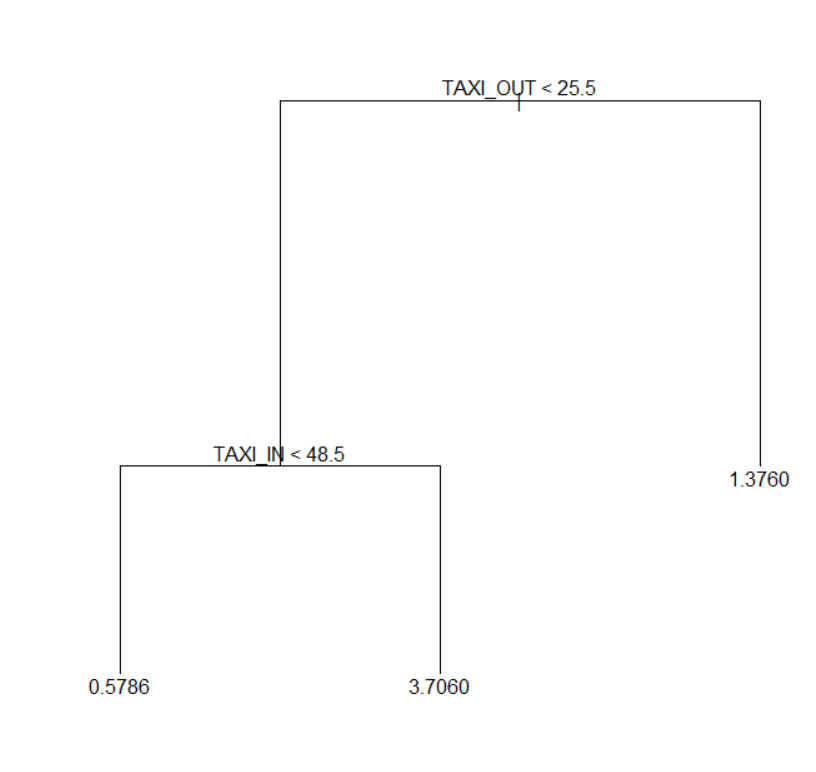 TAXI_OUT < 25.5
TAXI_IN < 48.5
1.3760
0.5786
3.7060